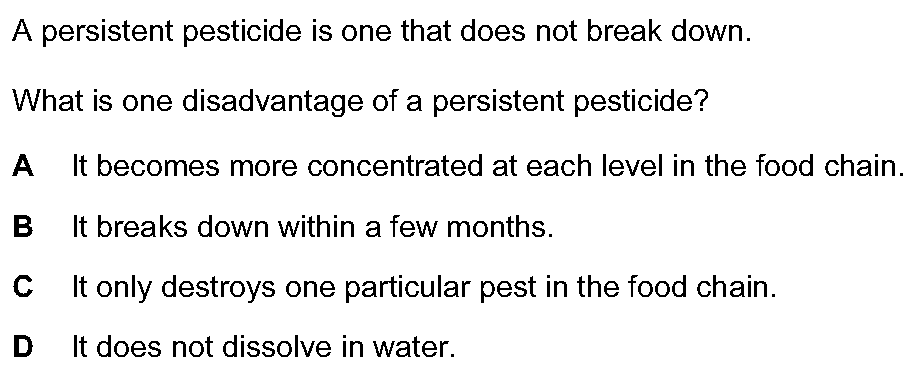 A persistent pesticide is one that does not break down.
What is one disadvantage of a persistent pesticide?
A It becomes more concentrated at each level in the food chain.
B It breaks down within a few months.
C It only destroys one particular pest in the food chain.
D It does not dissolve in water.